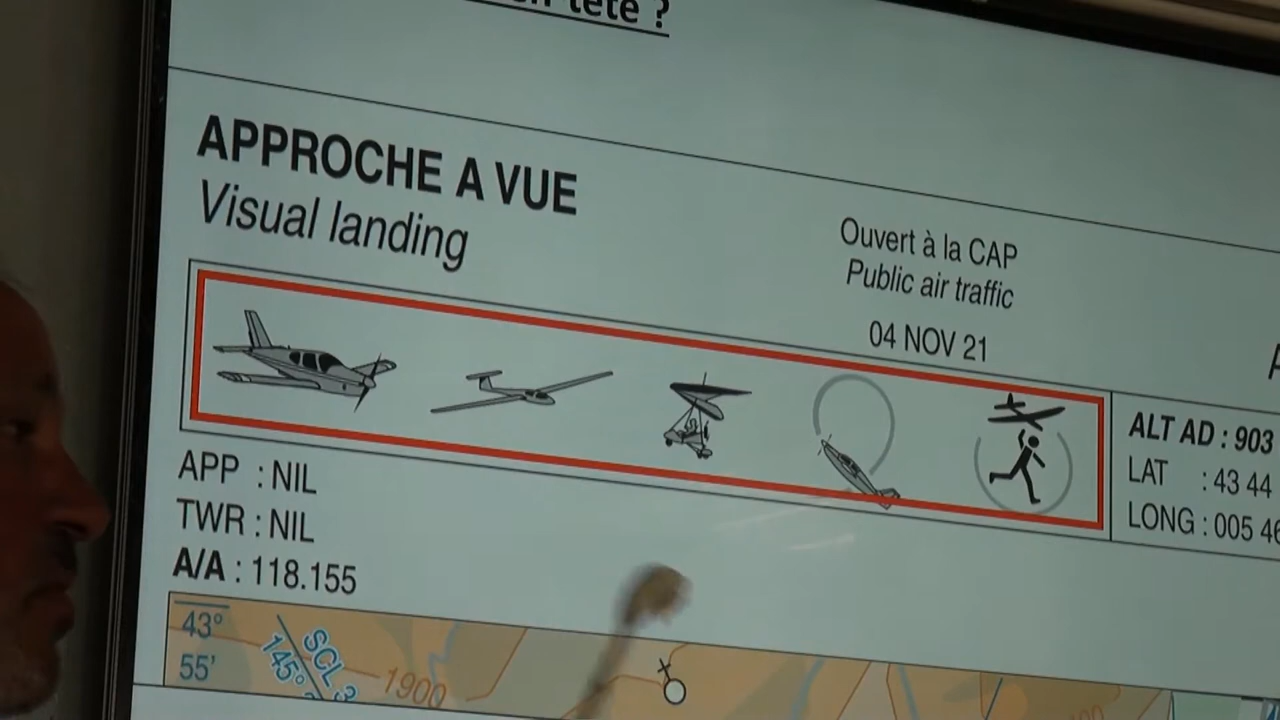 tête ?
APPROCHE A VUE
Visual landing
Ouvert à la CAP
Public air traffic
04 NOV 21
ALT AD : 903
LAT : 43 44
LONG : 005 46
APP : NIL
TWR : NIL
A/A : 118.155
43°
55'
SCL
145°
1900